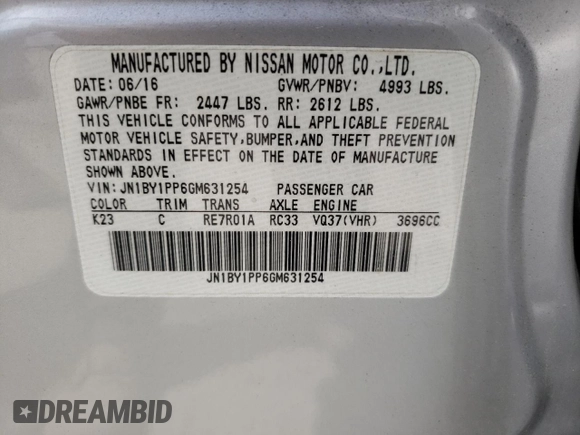 MANUFACTURED BY NISSAN MOTOR CO.,LTD.
DATE: 06/16 GVWR/PNBV: 4993 LBS.
GAWR/PNBE FR: 2447 LBS. RR: 2612 LBS.
THIS VEHICLE CONFORMS TO ALL APPLICABLE FEDERAL
MOTOR VEHICLE SAFETY,BUMPER,AND THEFT PREVENTION
STANDARDS IN EFFECT ON THE DATE OF MANUFACTURE
SHOWN ABOVE.
VIN:JN1BY1PP6GM631254 PASSENGER CAR
COLOR TRIM TRANS AXLE ENGINE
K23 C RE7R01A RC33 VQ37(VHR) 3696CC
JN1BY1PP6GM631254
DREAMBID